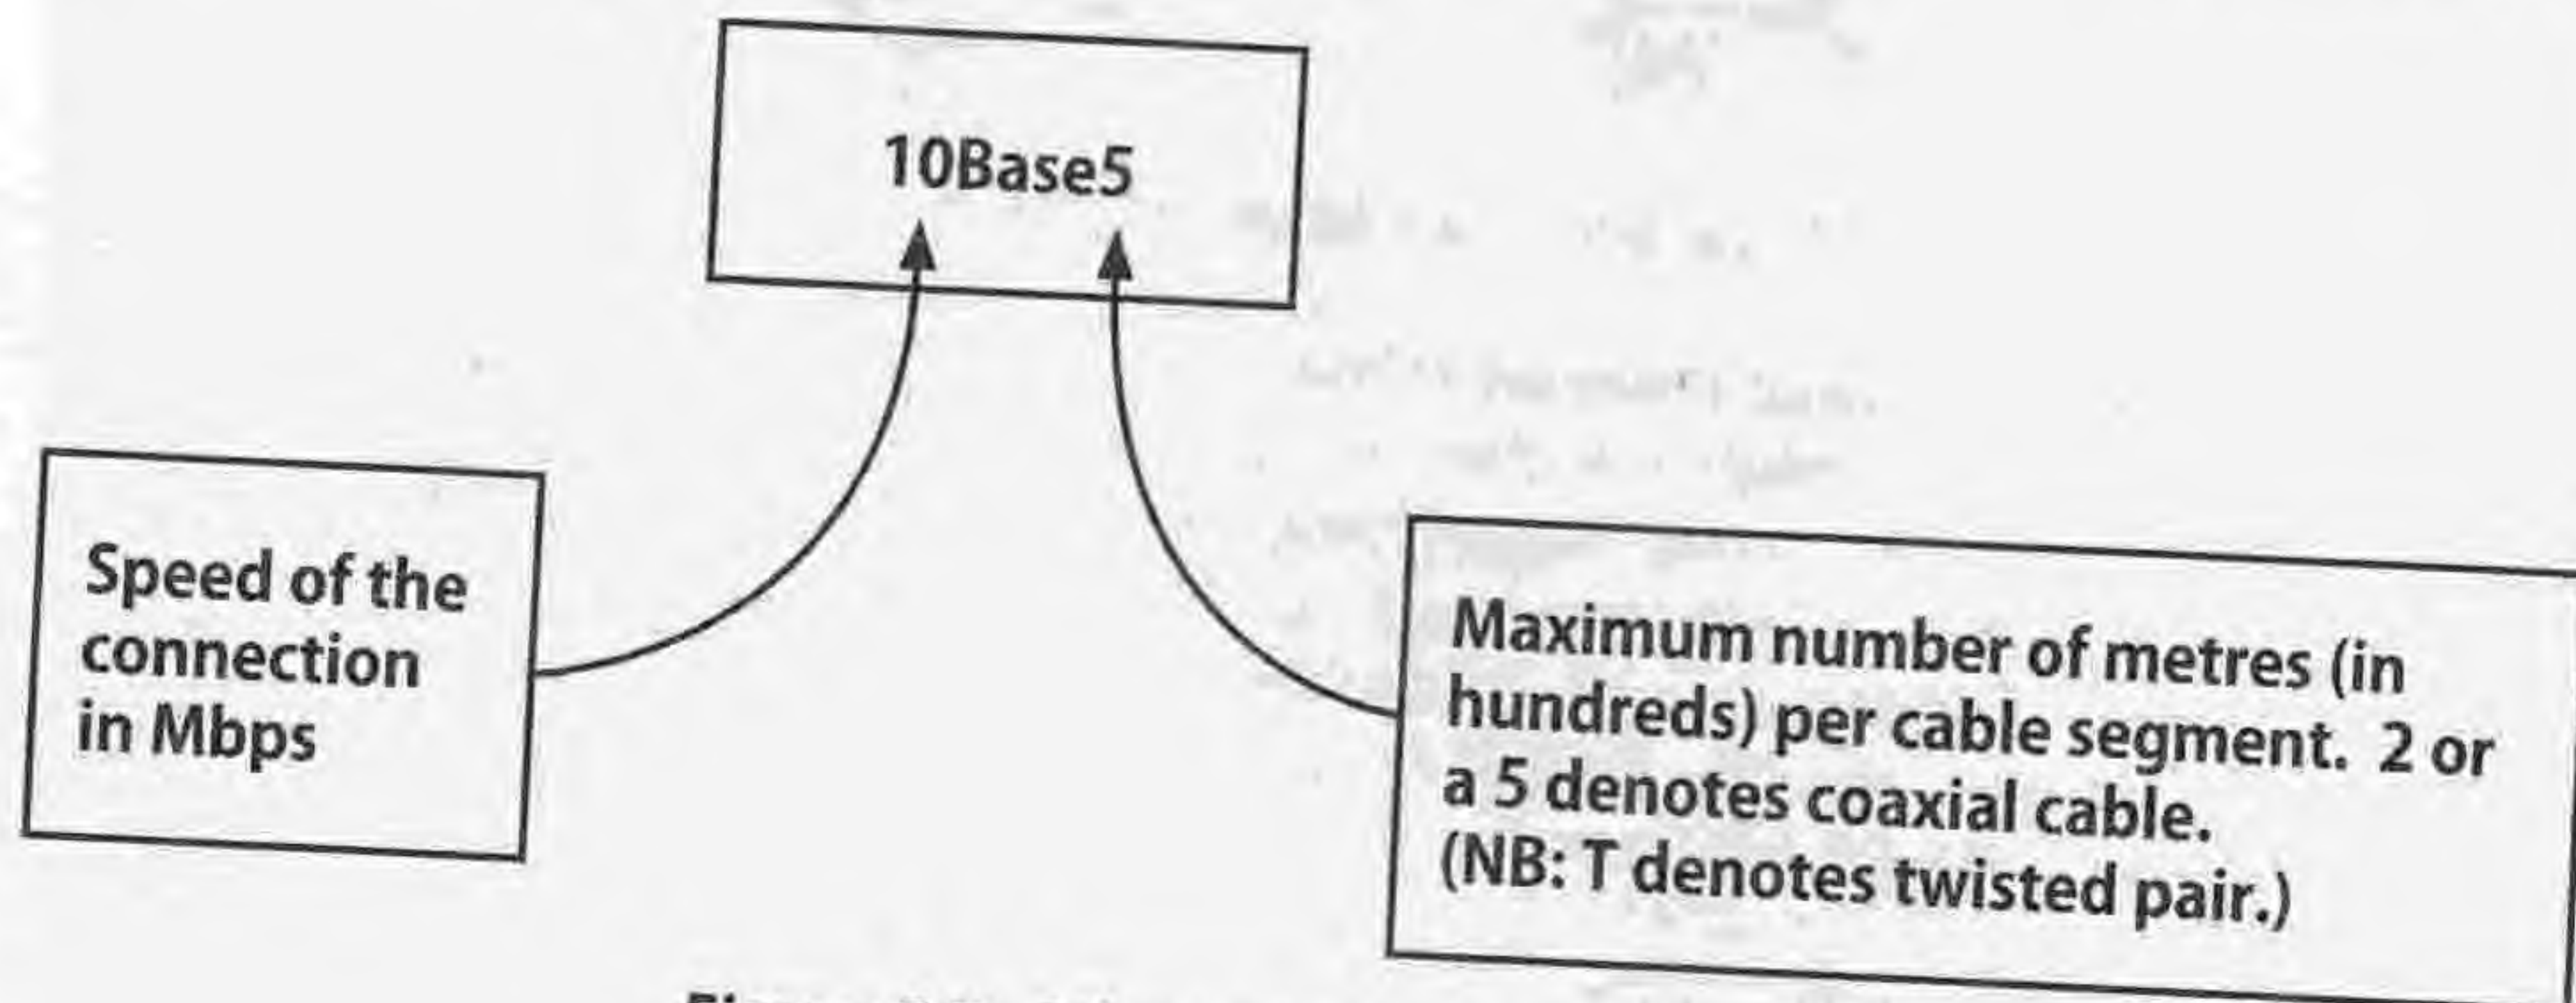 10Base5
Speed of the
connection
in Mbps
Maximum number of metres (in
hundreds) per cable segment. 2 or
a 5 denotes coaxial cable.
(NB: T denotes twisted pair.)